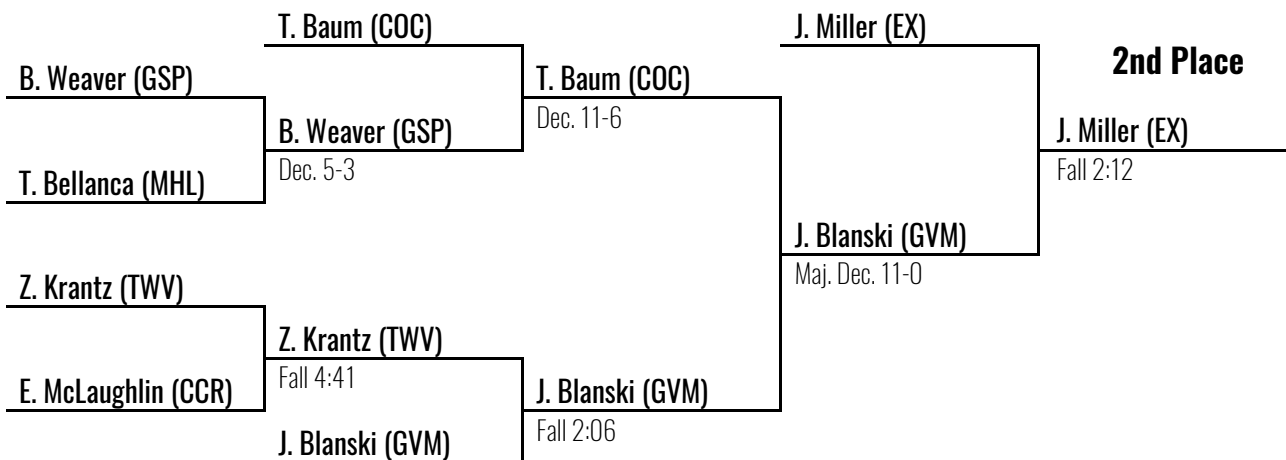 T. Baum (COC)
J. Miller (EX)
2nd Place
B. Weaver (GSP)
T. Baum (COC)
Dec. 11-6
B. Weaver (GSP)
Dec. 5-3
J. Miller (EX)
Fall 2:12
T. Bellanca (MHL)
J. Blanski (GVM)
Maj. Dec. 11-0
Z. Krantz (TWV)
Z. Krantz (TWV)
Fall 4:41
E. McLaughlin (CCR)
J. Blanski (GVM)
Fall 2:06
J. Blanski (GVM)